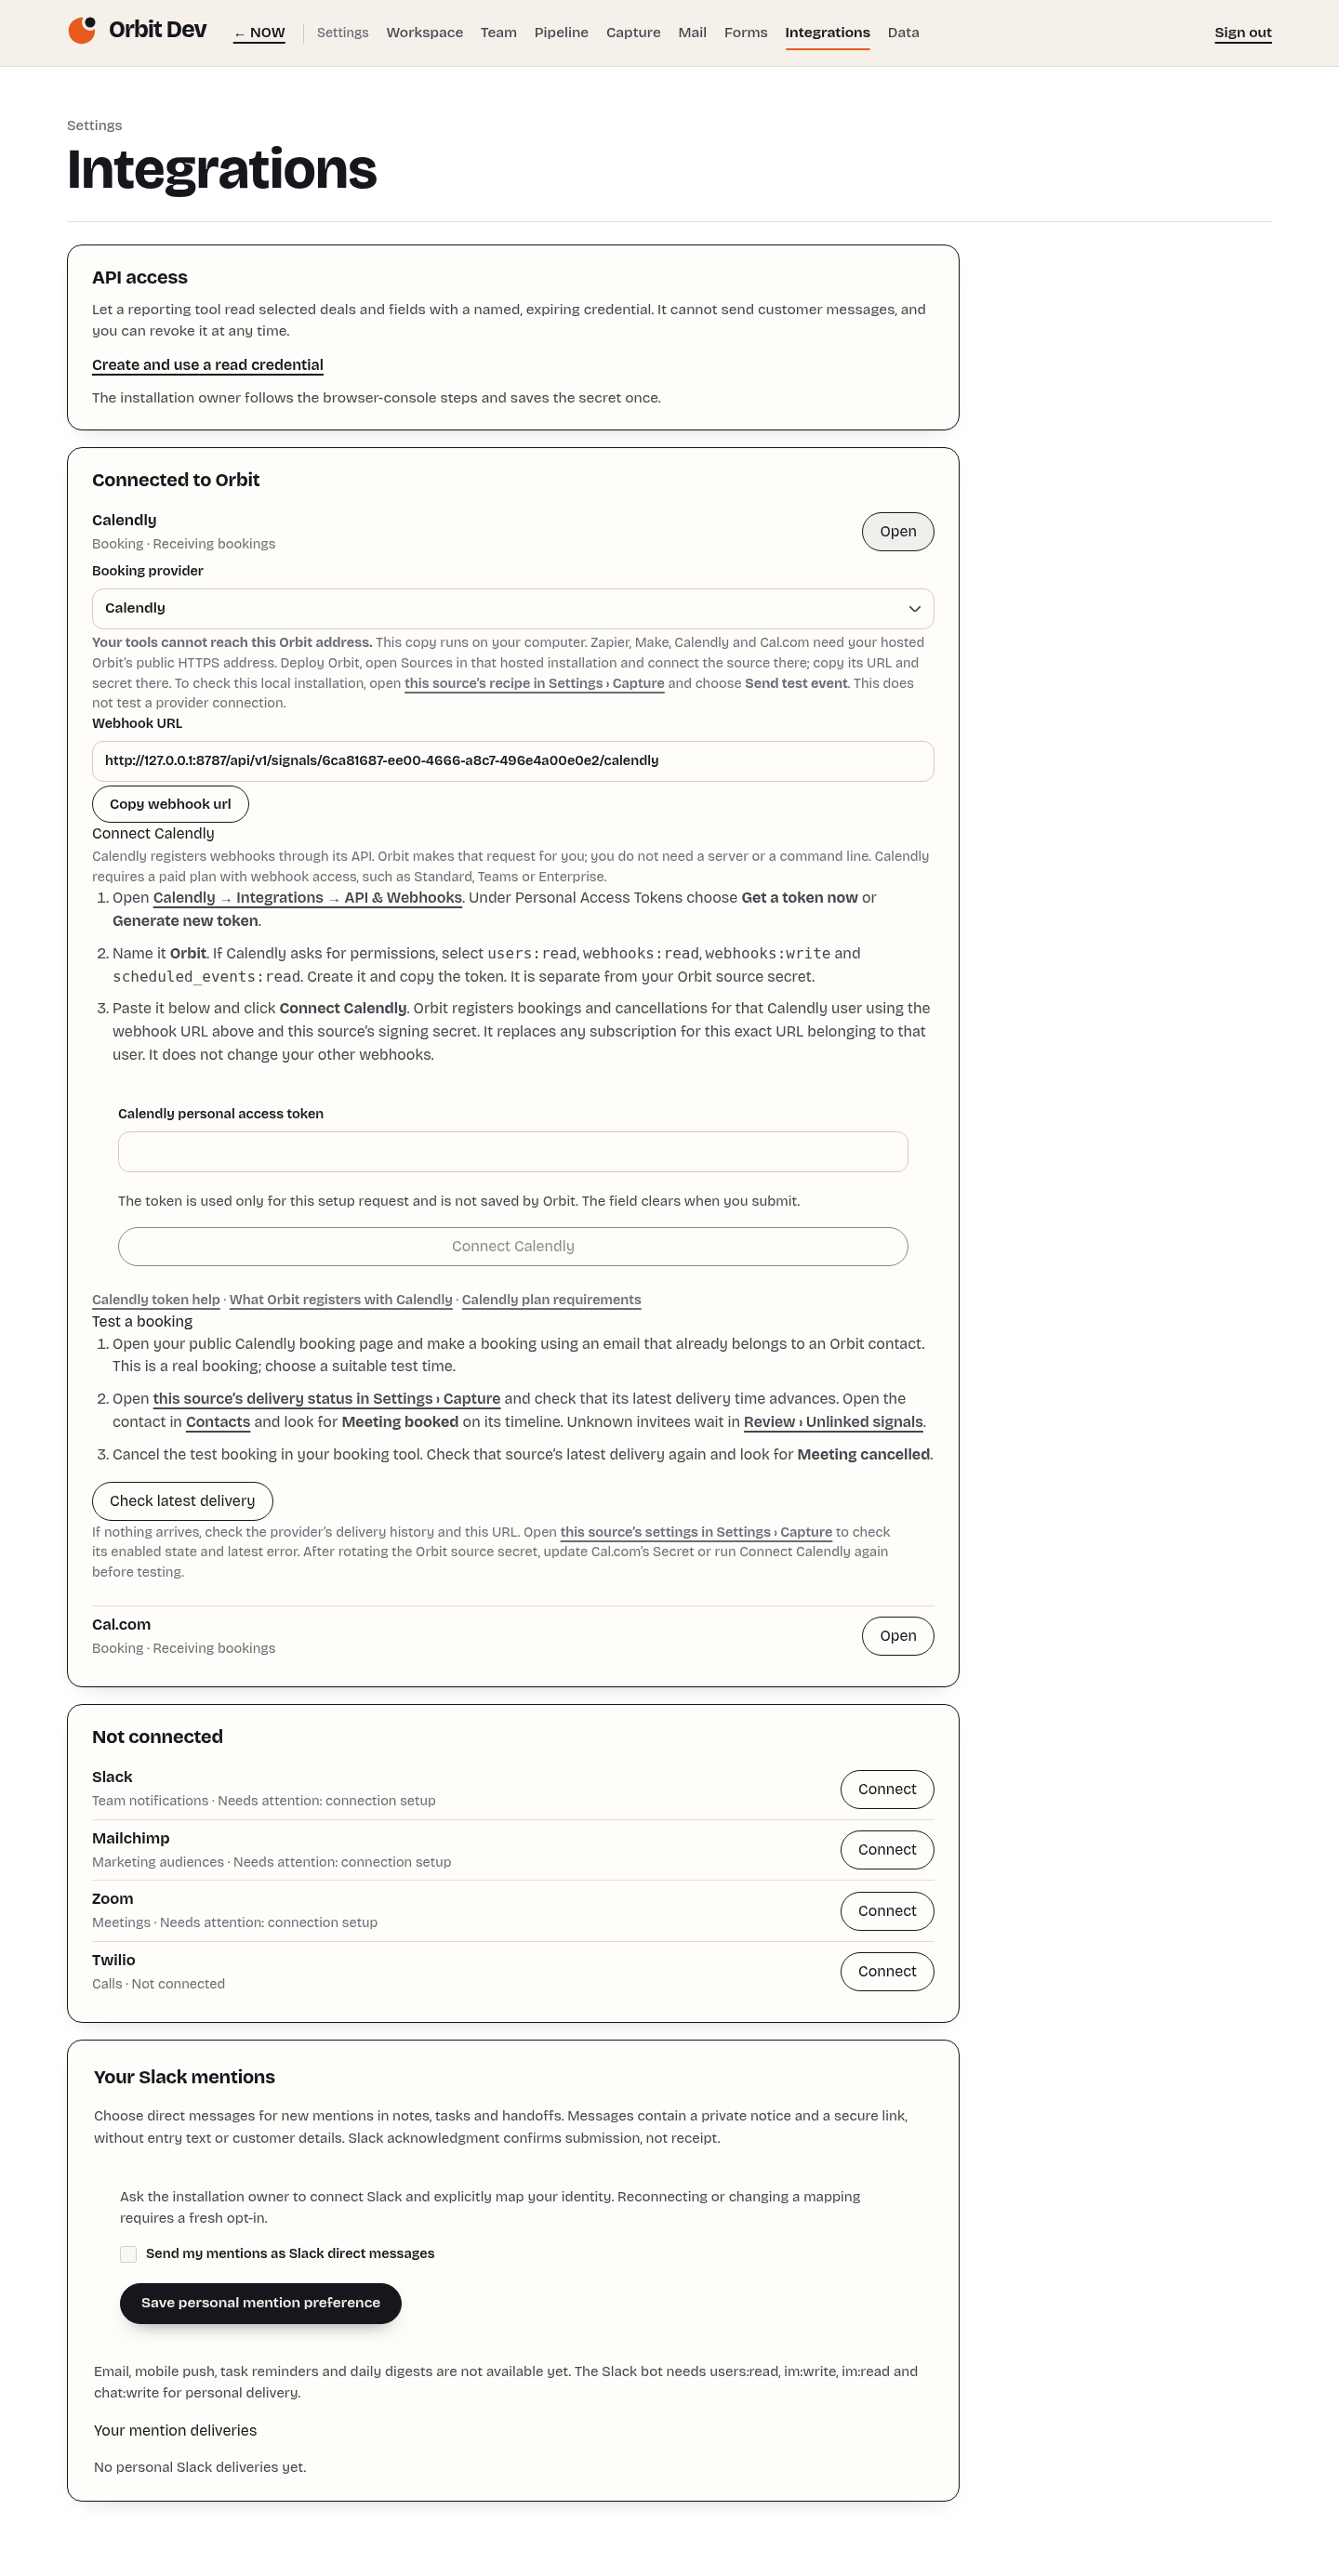 Orbit Dev
← NOW
Settings
Workspace
Team
Pipeline
Capture
Mail
Forms
Integrations
Data
Sign out
Settings
Integrations
API access
Let a reporting tool read selected deals and fields with a named, expiring credential. It cannot send customer messages, and
you can revoke it at any time.
Create and use a read credential
The installation owner follows the browser-console steps and saves the secret once.
Connected to Orbit
Calendly
Booking · Receiving bookings
Open
Booking provider
Calendly
Your tools cannot reach this Orbit address. This copy runs on your computer. Zapier, Make, Calendly and Cal.com need your hosted
Orbit’s public HTTPS address. Deploy Orbit, open Sources in that hosted installation and connect the source there; copy its URL and
secret there. To check this local installation, open this source’s recipe in Settings › Capture and choose Send test event. This does
not test a provider connection.
Webhook URL
http://127.0.0.1:8787/api/v1/signals/6ca81687-ee00-4666-a8c7-496e4a00e0e2/calendly
Copy webhook url
Connect Calendly
Calendly registers webhooks through its API. Orbit makes that request for you; you do not need a server or a command line. Calendly
requires a paid plan with webhook access, such as Standard, Teams or Enterprise.
1. Open Calendly → Integrations → API & Webhooks. Under Personal Access Tokens choose Get a token now or
Generate new token.
2. Name it Orbit. If Calendly asks for permissions, select users:read, webhooks:read, webhooks:write and
scheduled_events:read. Create it and copy the token. It is separate from your Orbit source secret.
3. Paste it below and click Connect Calendly. Orbit registers bookings and cancellations for that Calendly user using the
webhook URL above and this source’s signing secret. It replaces any subscription for this exact URL belonging to that
user. It does not change your other webhooks.
Calendly personal access token
The token is used only for this setup request and is not saved by Orbit. The field clears when you submit.
Connect Calendly
Calendly token help · What Orbit registers with Calendly · Calendly plan requirements
Test a booking
1. Open your public Calendly booking page and make a booking using an email that already belongs to an Orbit contact.
This is a real booking; choose a suitable test time.
2. Open this source’s delivery status in Settings › Capture and check that its latest delivery time advances. Open the
contact in Contacts and look for Meeting booked on its timeline. Unknown invitees wait in Review › Unlinked signals.
3. Cancel the test booking in your booking tool. Check that source’s latest delivery again and look for Meeting cancelled.
Check latest delivery
If nothing arrives, check the provider’s delivery history and this URL. Open this source’s settings in Settings › Capture to check
its enabled state and latest error. After rotating the Orbit source secret, update Cal.com’s Secret or run Connect Calendly again
before testing.
Cal.com
Booking · Receiving bookings
Open
Not connected
Slack
Team notifications · Needs attention: connection setup
Connect
Mailchimp
Marketing audiences · Needs attention: connection setup
Connect
Zoom
Meetings · Needs attention: connection setup
Connect
Twilio
Calls · Not connected
Connect
Your Slack mentions
Choose direct messages for new mentions in notes, tasks and handoffs. Messages contain a private notice and a secure link,
without entry text or customer details. Slack acknowledgment confirms submission, not receipt.
Ask the installation owner to connect Slack and explicitly map your identity. Reconnecting or changing a mapping
requires a fresh opt-in.
Send my mentions as Slack direct messages
Save personal mention preference
Email, mobile push, task reminders and daily digests are not available yet. The Slack bot needs users:read, im:write, im:read and
chat:write for personal delivery.
Your mention deliveries
No personal Slack deliveries yet.